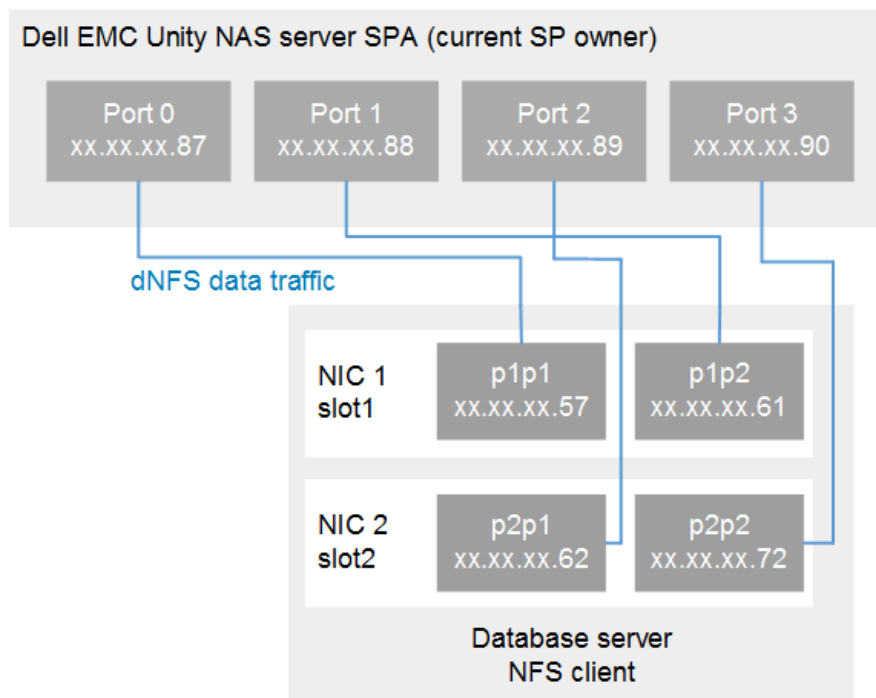 Dell EMC Unity NAS server SPA (current SP owner)
Port 0
xx.xx.xx.87
Port 1
xx.xx.xx.88
Port 2
xx.xx.xx.89
Port 3
xx.xx.xx.90
dNFS data traffic
NIC 1
slot1
p1p1
xx.xx.xx.57
p1p2
xx.xx.xx.61
NIC 2
slot2
p2p1
xx.xx.xx.62
p2p2
xx.xx.xx.72
Database server
NFS client